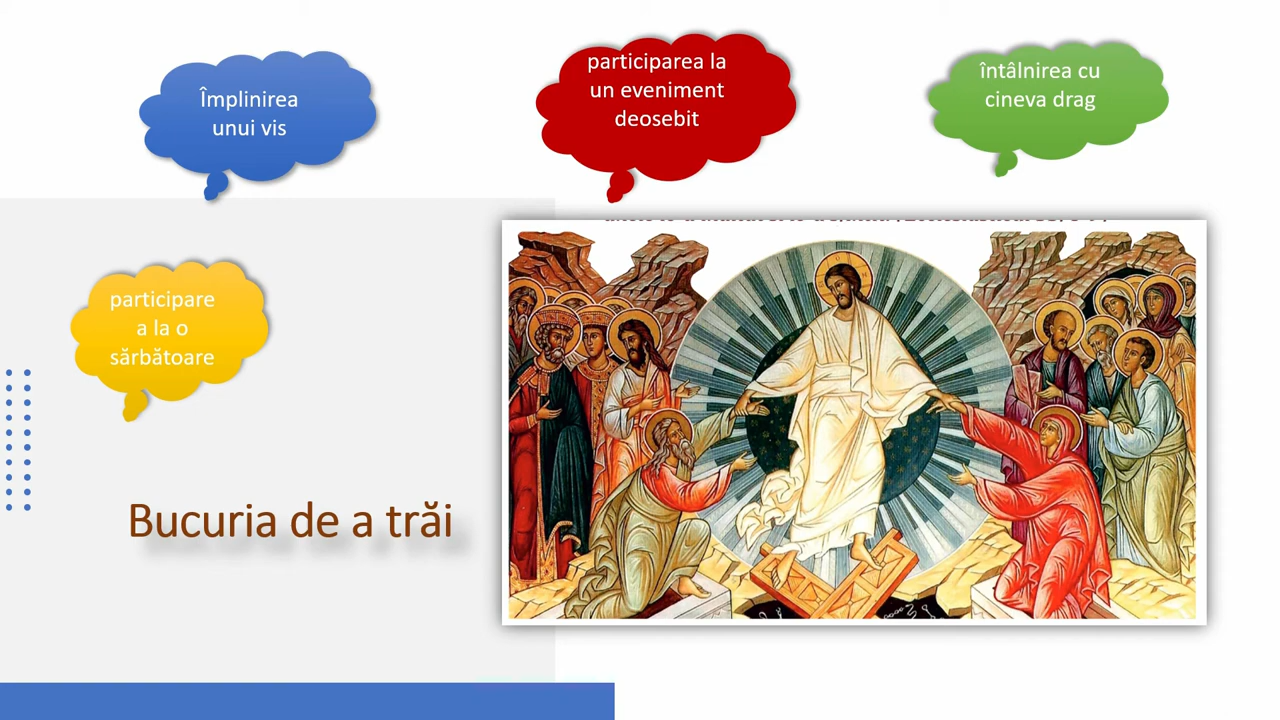 Împlinirea
unui vis
participarea la
un eveniment
deosebit
întâlnirea cu
cineva drag
participare
a la o
sărbătoare
Bucuria de a trăi